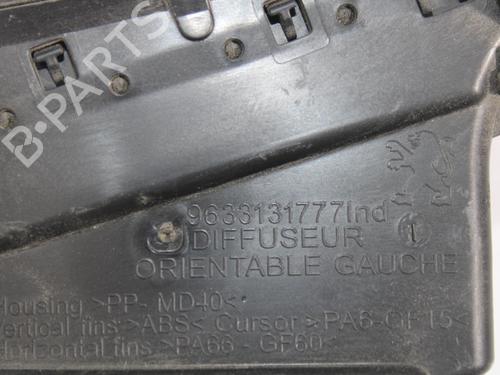 B-PARTS
9633131777Ind
DIFFUSEUR
ORIENTABLE GAUCHE
Housing >PP- MD40<
Vertical fins >ABS< Cursor >PA6-GF15<
Horizontal fins >PA66 - GF60<